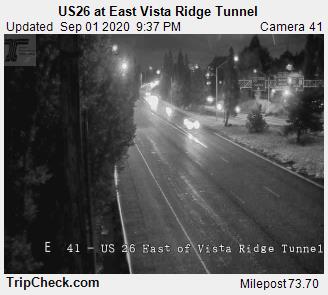 US26 at East Vista Ridge Tunnel
Updated  Sep 01 2020  9:37 PM
Camera 41
E  41 - US 26 East of Vista Ridge Tunnel
TripCheck.com
Milepost 73.70